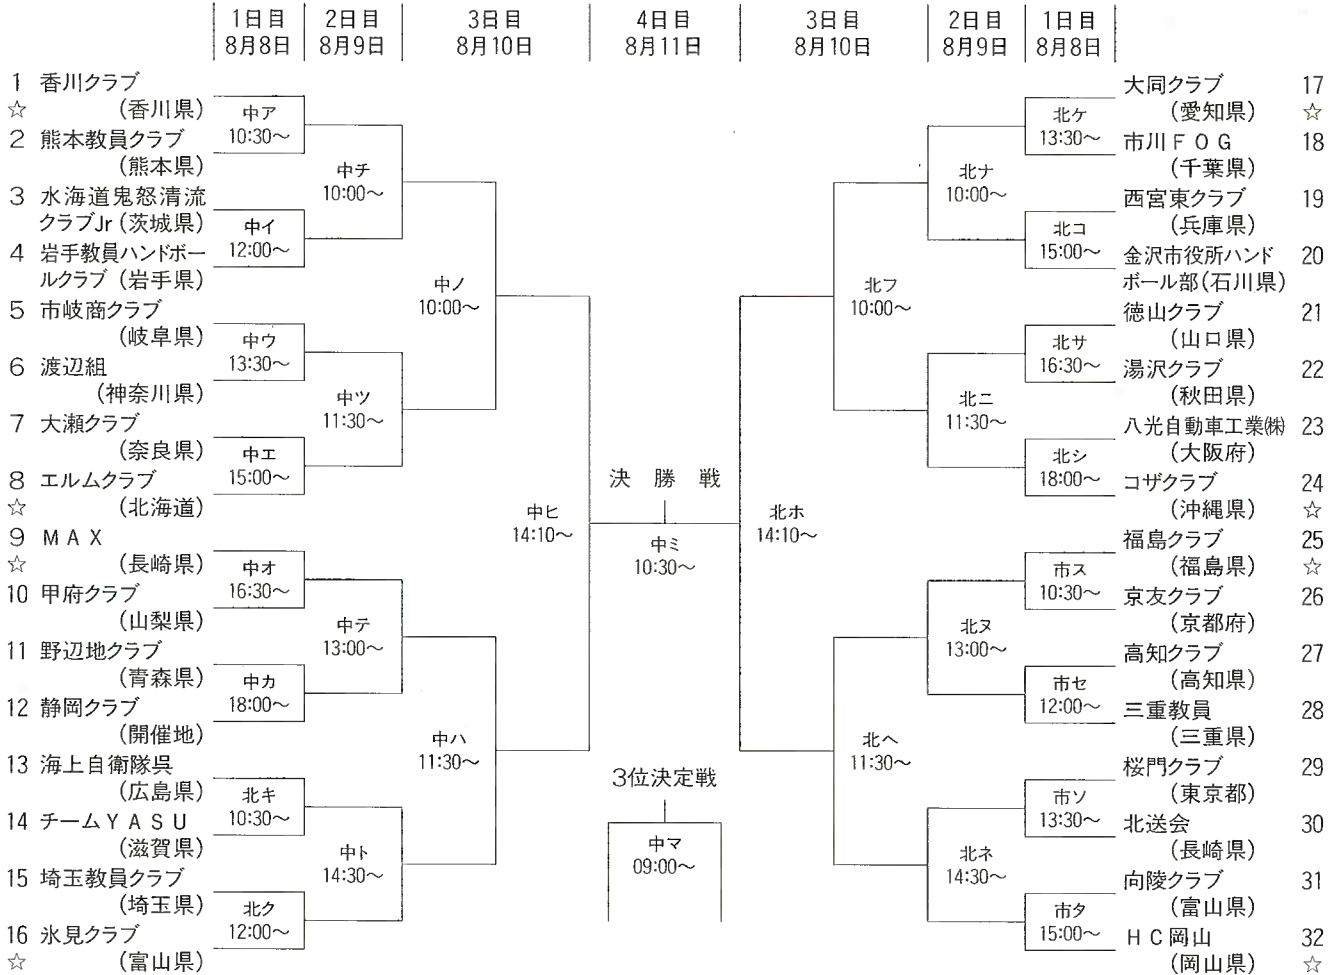 1日目 2日目 3日目 4日目 3日目 2日目 1日目
8月8日 8月9日 8月10日 8月11日 8月10日 8月9日 8月8日
1 香川クラブ
☆ (香川県)
中ア
10:30〜
2 熊本教員クラブ
(熊本県)
中チ
10:00〜
3 水海道鬼怒清流
クラブJr(茨城県)
中イ
12:00〜
4 岩手教員ハンドボー
ルクラブ (岩手県)
中ノ
10:00〜
5 市岐商クラブ
(岐阜県)
中ウ
13:30〜
6 渡辺組
(神奈川県)
中ツ
11:30〜
7 大瀬クラブ
(奈良県)
中エ
15:00〜
8 エルムクラブ
☆ (北海道)
中ヒ
14:10〜
9 MAX
☆ (長崎県)
中オ
16:30〜
10 甲府クラブ
(山梨県)
中テ
13:00〜
11 野辺地クラブ
(青森県)
中カ
18:00〜
12 静岡クラブ
(開催地)
中ハ
11:30〜
13 海上自衛隊呉
(広島県)
北キ
10:30〜
14 チームYASU
(滋賀県)
中ト
14:30〜
15 埼玉教員クラブ
(埼玉県)
北ク
12:00〜
16 氷見クラブ
☆ (富山県)
決勝戦
中ミ
10:30〜
3位決定戦
中マ
09:00〜
大同クラブ 17
(愛知県) ☆
北ケ
13:30〜
市川FOG 18
(千葉県)
北ナ
10:00〜
西宮東クラブ 19
(兵庫県)
北コ
15:00〜
金沢市役所ハンド 20
ボール部(石川県)
北フ
10:00〜
徳山クラブ 21
(山口県)
北サ
16:30〜
湯沢クラブ 22
(秋田県)
北ニ
11:30〜
八光自動車工業㈱ 23
(大阪府)
北シ
18:00〜
コザクラブ 24
(沖縄県) ☆
北ホ
14:10〜
福島クラブ 25
(福島県) ☆
市ス
10:30〜
京友クラブ 26
(京都府)
北ヌ
13:00〜
高知クラブ 27
(高知県)
市セ
12:00〜
三重教員 28
(三重県)
北ヘ
11:30〜
桜門クラブ 29
(東京都)
市ソ
13:30〜
北送会 30
(長崎県)
北ネ
14:30〜
向陵クラブ 31
(富山県)
市タ
15:00〜
HC岡山 32
(岡山県) ☆